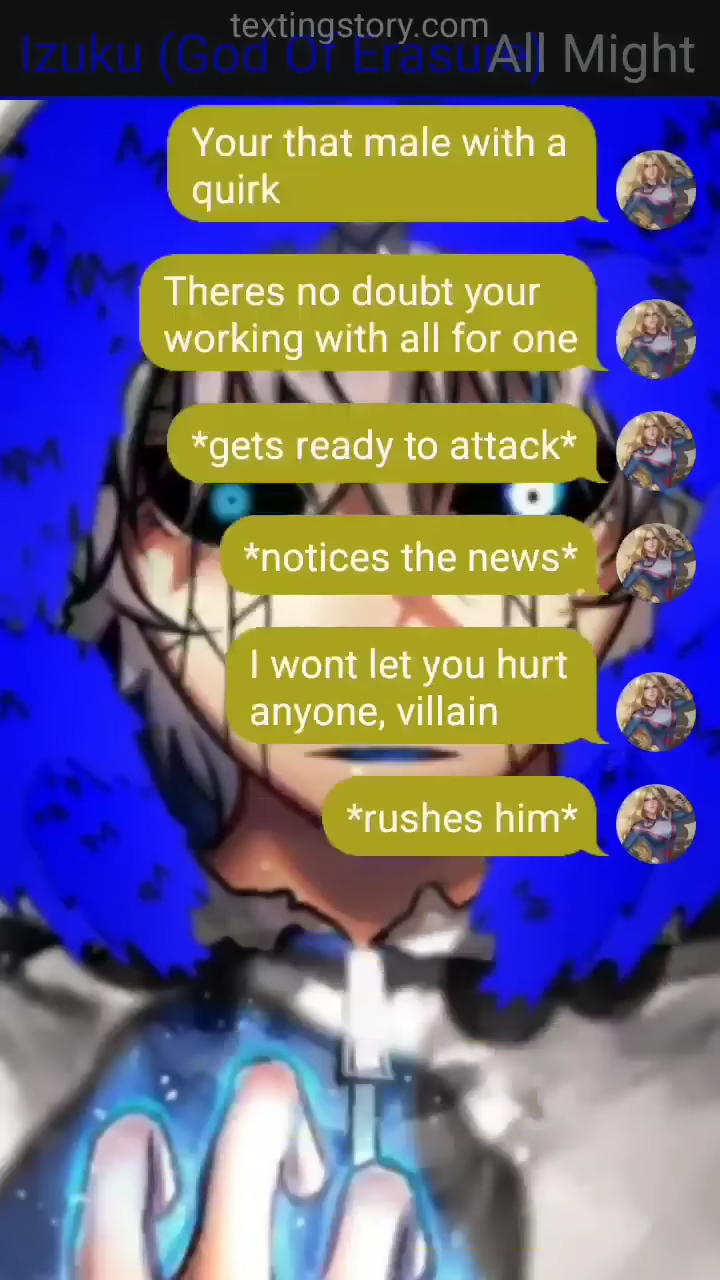 textingstory.com
Izuku (God Of Erasure)
All Might
Your that male with a
quirk
Theres no doubt your
working with all for one
*gets ready to attack*
*notices the news*
I wont let you hurt
anyone, villain
*rushes him*